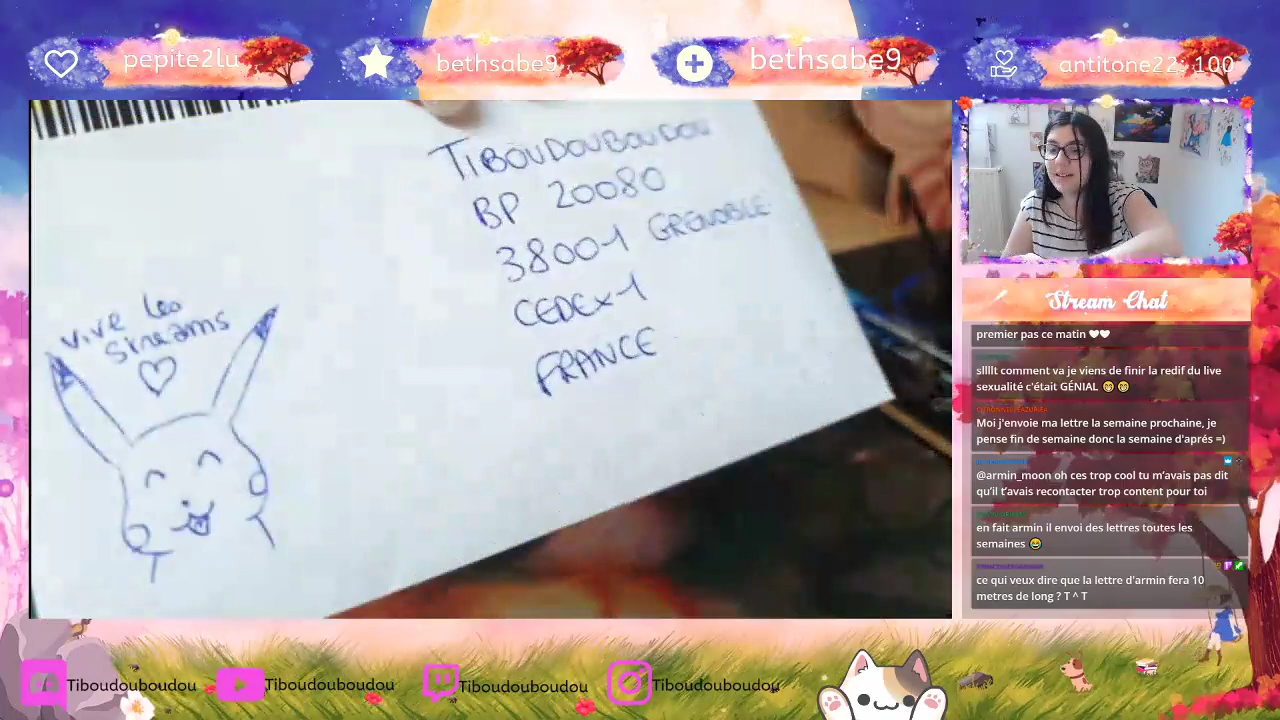 pepite2lu
bethsabe9
bethsabe9
antitone22: 100
TIBOUDOUBOUDOU
BP 20080
38001 GRENOBLE
CEDEX 1
FRANCE
vive les
streams
Stream Chat
premier pas ce matin 🤍🤍
sllllt comment va je viens de finir la redif du live
sexualité c'était GÉNIAL 😁 😁
Moi j'envoie ma lettre la semaine prochaine, je
pense fin de semaine donc la semaine d'aprés =)
@armin_moon oh ces trop cool tu m’avais pas dit
qu’il t’avais recontacter trop content pour toi
en fait armin il envoi des lettres toutes les
semaines 😂
ce qui veux dire que la lettre d'armin fera 10
metres de long ? T ^ T
Tiboudouboudou
Tiboudouboudou
Tiboudouboudou
Tiboudouboudou